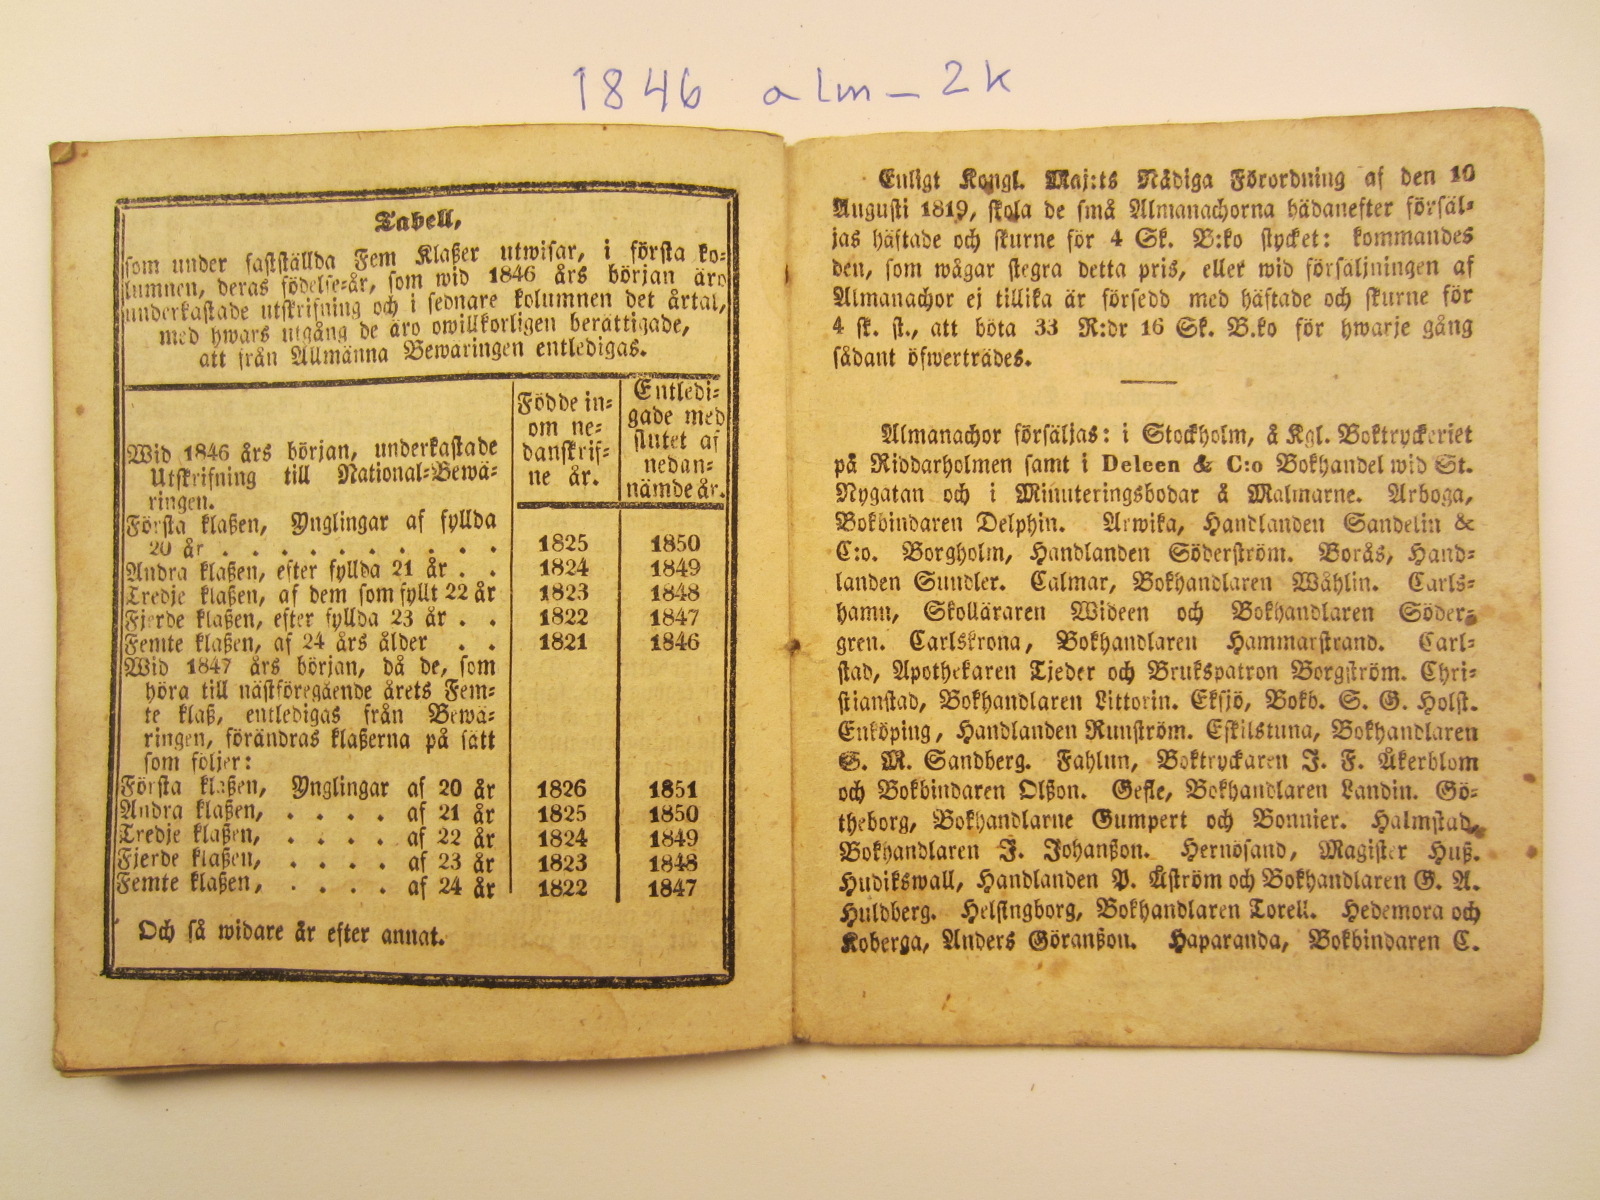 1846 alm-2k
Tabell,
som under fastställda Fem Klaßer utwisar, i första ko-
lumnen, deras födelse-år, som wid 1846 års början äro
underkastade utskrifning och i sednare kolumnen det årtal,
med hwars utgång de äro owillkorligen berättigade,
att från Allmänna Bewaringen entledigas.
Födde in-
om ne-
danskrif-
ne år.
Entledi-
gade med
slutet af
nedan-
nämde år.
Wid 1846 års början, underkastade
Utskrifning till National-Bewä-
ringen.
Första klaßen, Ynglingar af fyllda
20 år . . . . . . . . . . 1825 1850
Andra klaßen, efter fyllda 21 år . . 1824 1849
Tredje klaßen, af dem som fyllt 22 år 1823 1848
Fjerde klaßen, efter fyllda 23 år . . 1822 1847
Femte klaßen, af 24 års ålder . . 1821 1846
Wid 1847 års början, då de, som
höra till nästföregående årets Fem-
te klaß, entledigas från Bewä-
ringen, förändras klaßerna på sätt
som följer:
Första klaßen, Ynglingar af 20 år 1826 1851
Andra klaßen, . . . . af 21 år 1825 1850
Tredje klaßen, . . . . af 22 år 1824 1849
Fjerde klaßen, . . . . af 23 år 1823 1848
Femte klaßen, . . . . af 24 år 1822 1847
Och så widare år efter annat.
Enligt Kongl. Maj:ts Nådiga Förordning af den 10
Augusti 1819, skola de små Almanachorna hädanefter försäl-
jas häftade och skurne för 4 Sk. B:ko stycket: kommandes
den, som wågar stegra detta pris, eller wid försäljningen af
Almanachor ej tillika är försedd med häftade och skurne för
4 sk. st., att böta 33 R:dr 16 Sk. B.ko för hwarje gång
sådant öfwerträdes.
Almanachor försäljas: i Stockholm, å Kgl. Boktryckeriet
på Riddarholmen samt i Deleen & C:o Bokhandel wid St.
Nygatan och i Minuteringsbodar å Malmarne. Arboga,
Bokbindaren Delphin. Arwika, Handlanden Sandelin &
C:o. Borgholm, Handlanden Söderström. Borås, Hand-
landen Sundler. Calmar, Bokhandlaren Wåhlin. Carls-
hamn, Skolläraren Wideen och Bokhandlaren Söder-
gren. Carlskrona, Bokhandlaren Hammarstrand. Carl-
stad, Apothekaren Tjeder och Brukspatron Borgström. Chri-
stianstad, Bokhandlaren Littorin. Eksjö, Bokb. S. G. Holst.
Enköping, Handlanden Runström. Eskilstuna, Bokhandlaren
S. M. Sandberg. Fahlun, Boktryckaren J. F. Åkerblom
och Bokbindaren Olßon. Gefle, Bokhandlaren Landin. Gö-
theborg, Bokhandlarne Gumpert och Bonnier. Halmstad,
Bokhandlaren J. Johanßon. Hernösand, Magister Huß.
Hudikswall, Handlanden P. Åström och Bokhandlaren G. A.
Huldberg. Helsingborg, Bokhandlaren Torell. Hedemora och
Koberga, Anders Göranßon. Haparanda, Bokbindaren C.